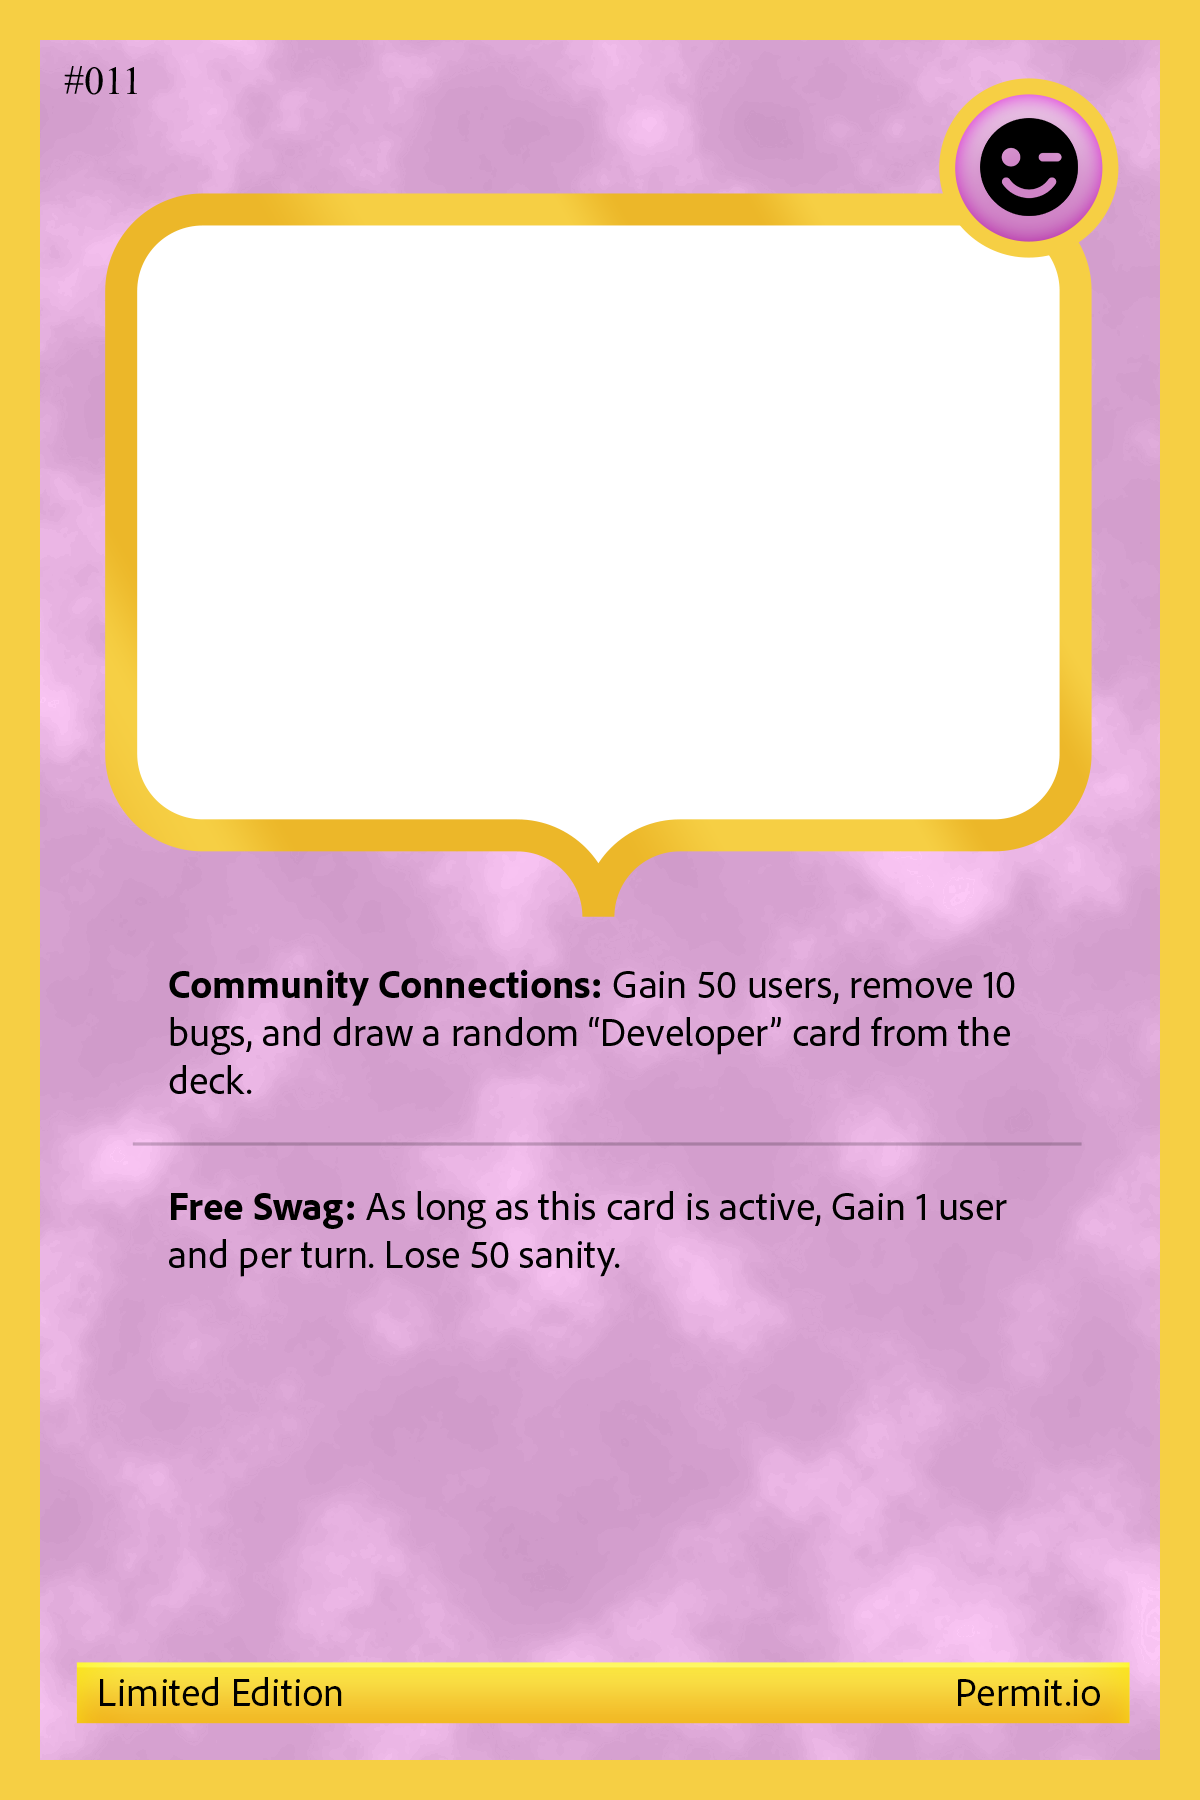 #011
Community Connections: Gain 50 users, remove 10
bugs, and draw a random “Developer” card from the
deck.
Free Swag: As long as this card is active, Gain 1 user
and per turn. Lose 50 sanity.
Limited Edition
Permit.io